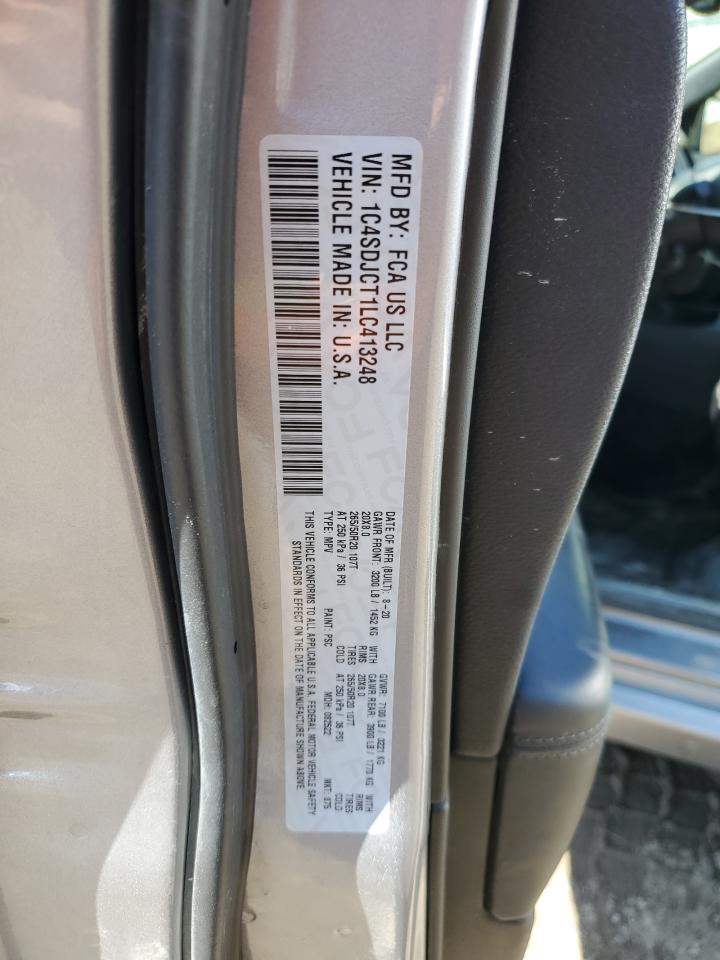 MFD BY: FCA US LLC
VIN: 1C4SDJCT1LC413248
VEHICLE MADE IN: U.S.A.
DATE OF MFR (BUILT): 8-20 GVWR: 7100 LB / 3221 KG
GAWR FRONT: 3200 LB / 1452 KG WITH GAWR REAR: 3900 LB / 1770 KG WITH
20X8.0 RIMS 20X8.0 RIMS
265/50R20 107T TIRES 265/50R20 107T TIRES
AT 250 kPa / 36 PSI COLD AT 250 kPa / 36 PSI COLD
TYPE: MPV PAINT: PSC MDH: 082522 MKT: 875
THIS VEHICLE CONFORMS TO ALL APPLICABLE U.S.A. FEDERAL MOTOR VEHICLE SAFETY
STANDARDS IN EFFECT ON THE DATE OF MANUFACTURE SHOWN ABOVE.